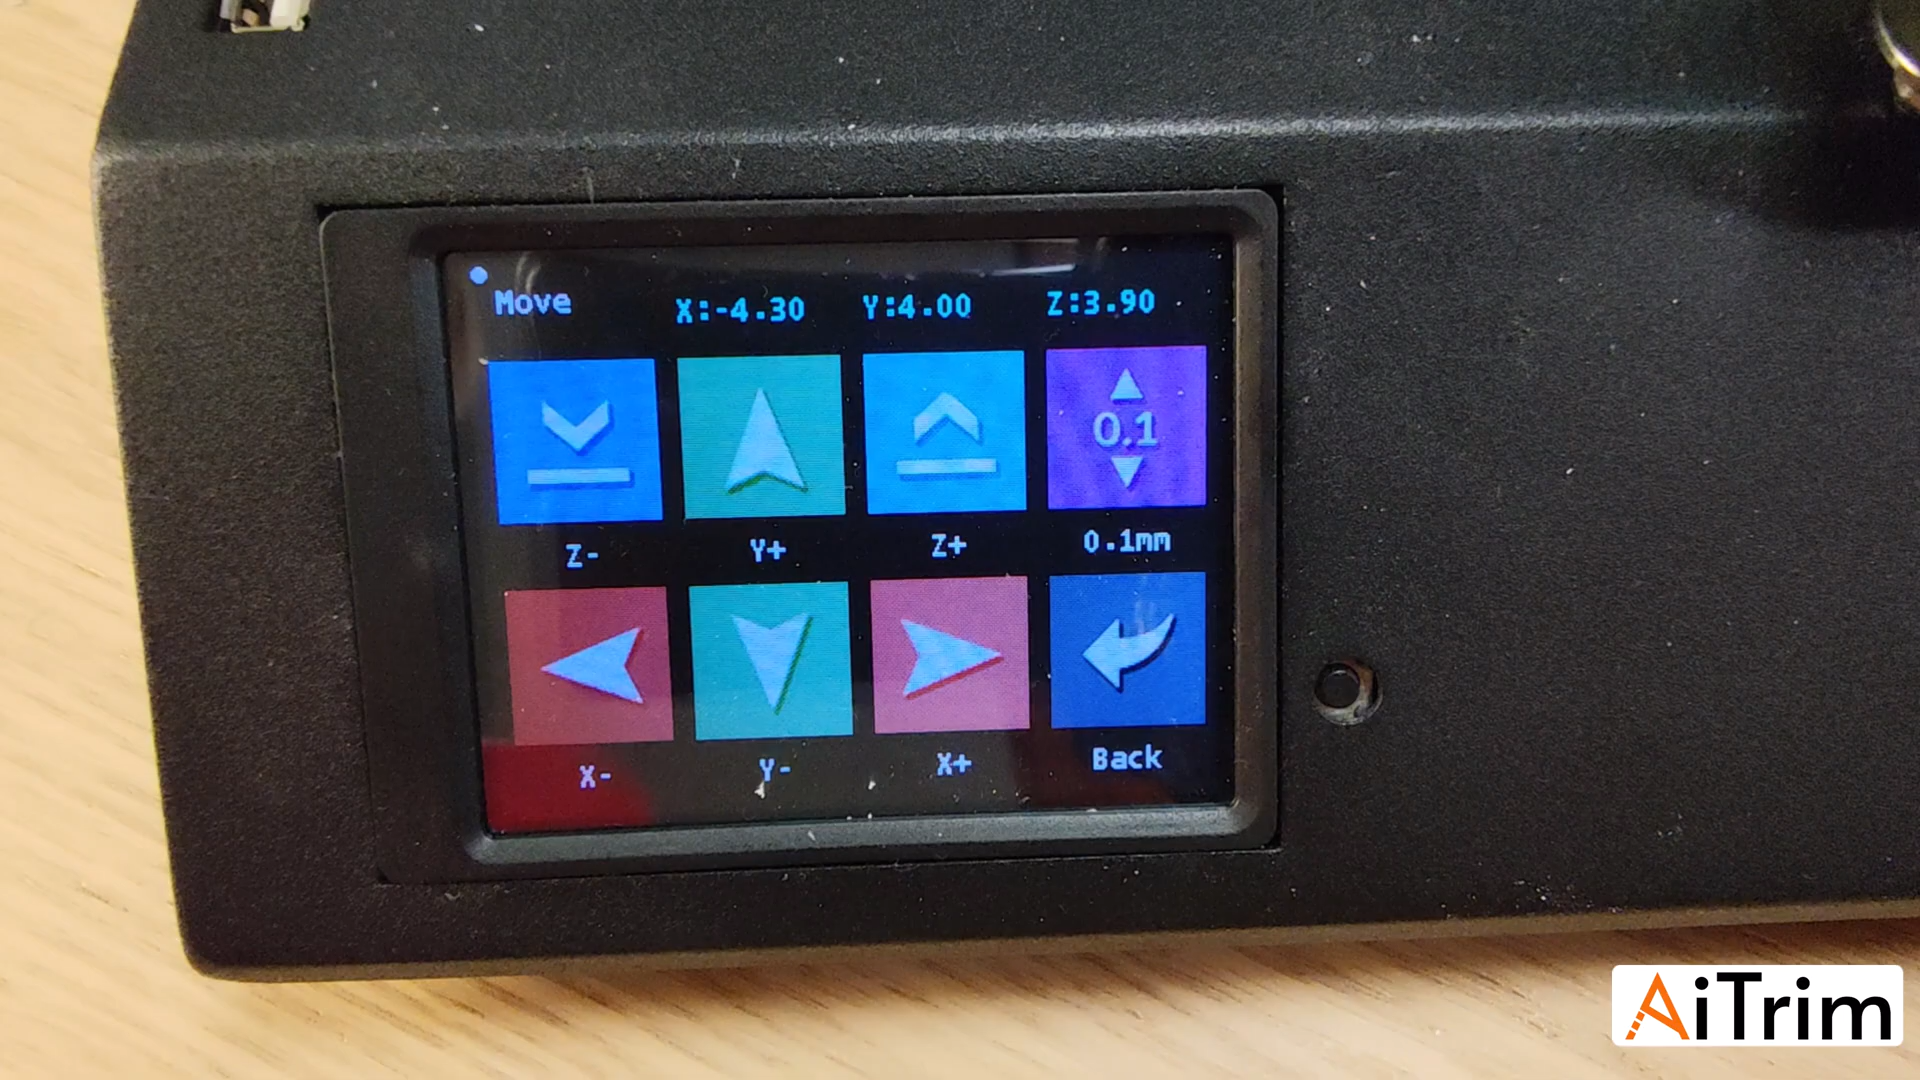 Move X:-4.30 Y:4.00 Z:3.90
0.1
Z- Y+ Z+ 0.1mm
X- Y- X+ Back
AiTrim